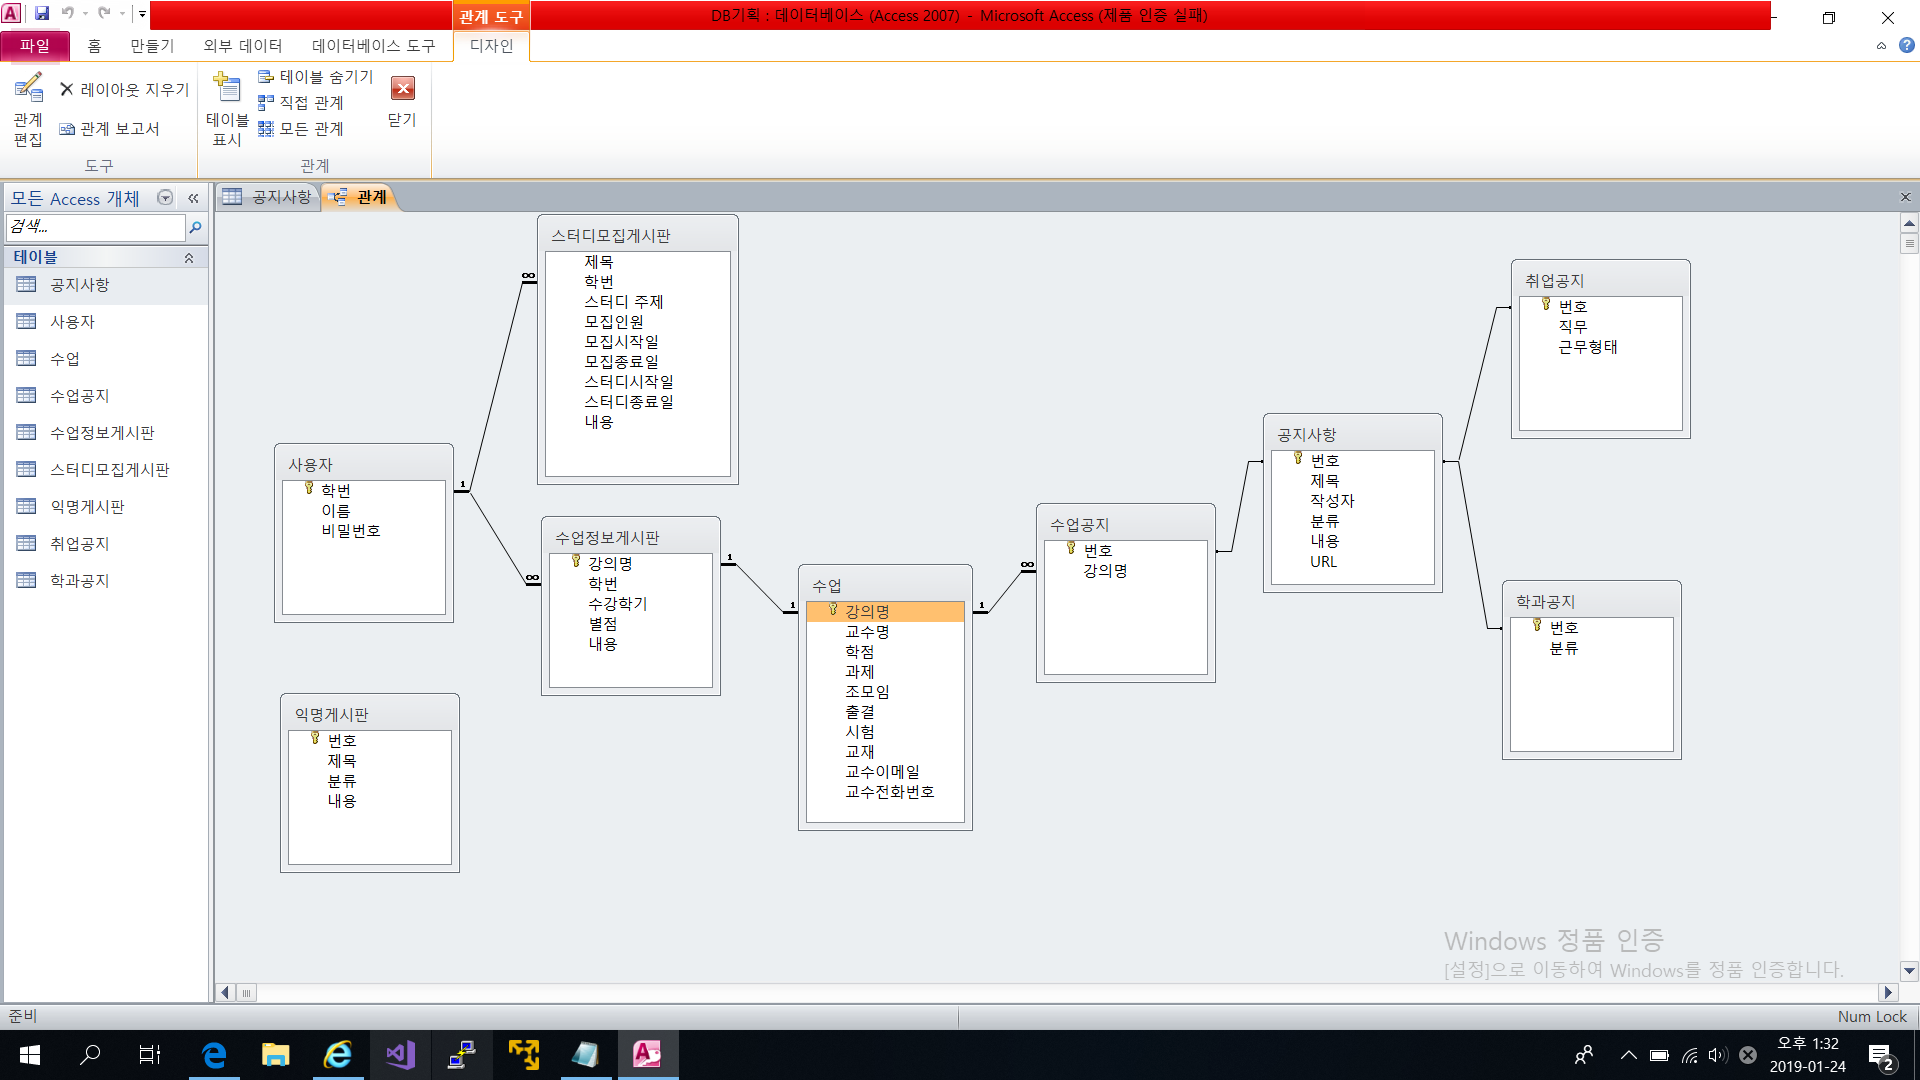 관계 도구
DB기획 : 데이터베이스 (Access 2007) - Microsoft Access (제품 인증 실패)
파일
홈
만들기
외부 데이터
데이터베이스 도구
디자인
관계
편집
레이아웃 지우기
관계 보고서
도구
테이블
표시
테이블 숨기기
직접 관계
모든 관계
닫기
관계
모든 Access 개체
검색...
테이블
공지사항
사용자
수업
수업공지
수업정보게시판
스터디모집게시판
익명게시판
취업공지
학과공지
공지사항
관계
스터디모집게시판
제목
학번
스터디 주제
모집인원
모집시작일
모집종료일
스터디시작일
스터디종료일
내용
∞
사용자
학번
이름
비밀번호
1
∞
수업정보게시판
강의명
학번
수강학기
별점
내용
1
1
익명게시판
번호
제목
분류
내용
수업
강의명
교수명
학점
과제
조모임
출결
시험
교재
교수이메일
교수전화번호
1
∞
수업공지
번호
강의명
공지사항
번호
제목
작성자
분류
내용
URL
취업공지
번호
직무
근무형태
학과공지
번호
분류
Windows 정품 인증
[설정]으로 이동하여 Windows를 정품 인증합니다.
준비
Num Lock
오후 1:32
2019-01-24
2